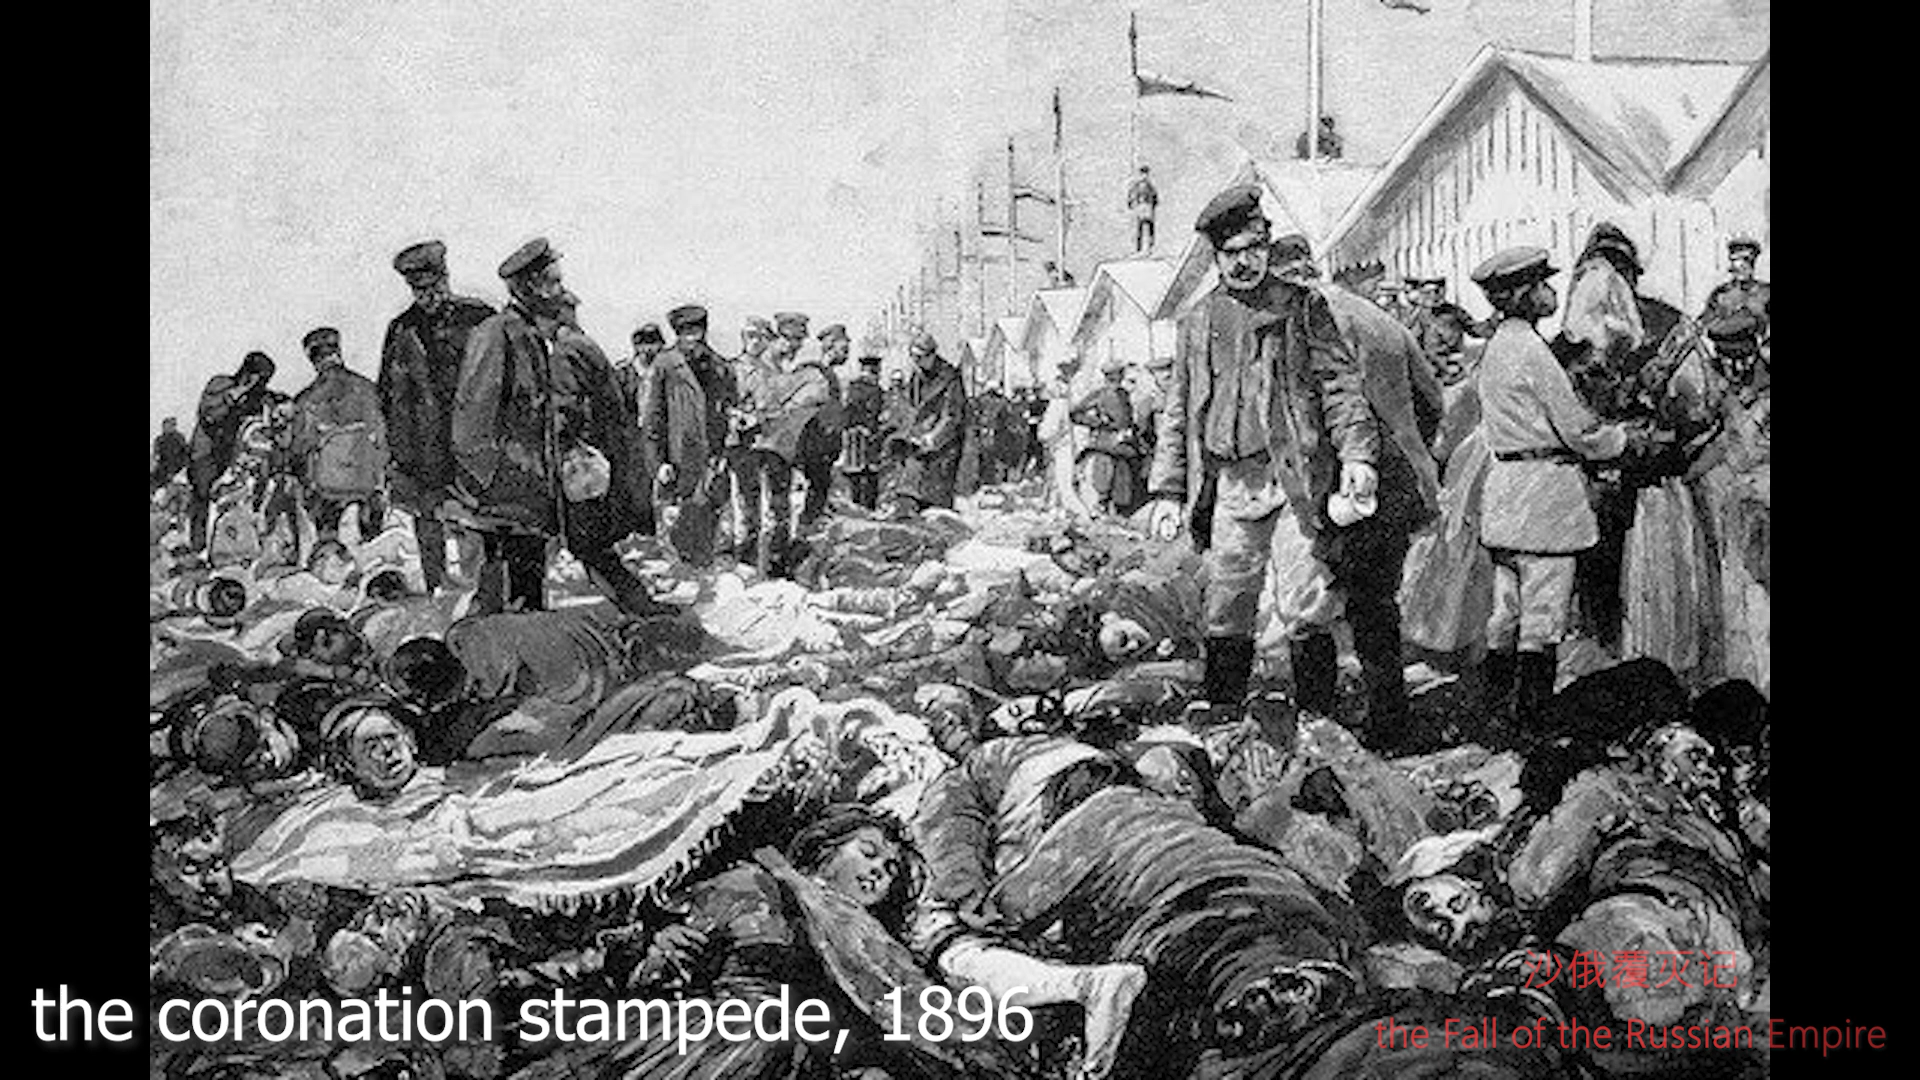 the coronation stampede, 1896
沙俄覆灭记
the Fall of the Russian Empire